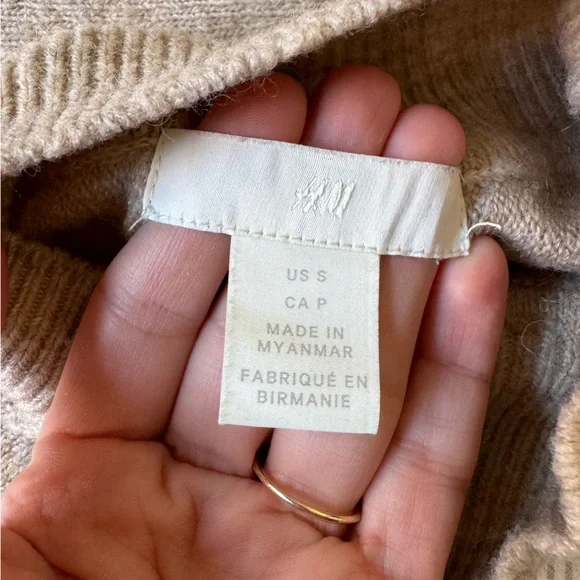 H&M
US S
CA P
MADE IN
MYANMAR
FABRIQUÉ EN
BIRMANIE